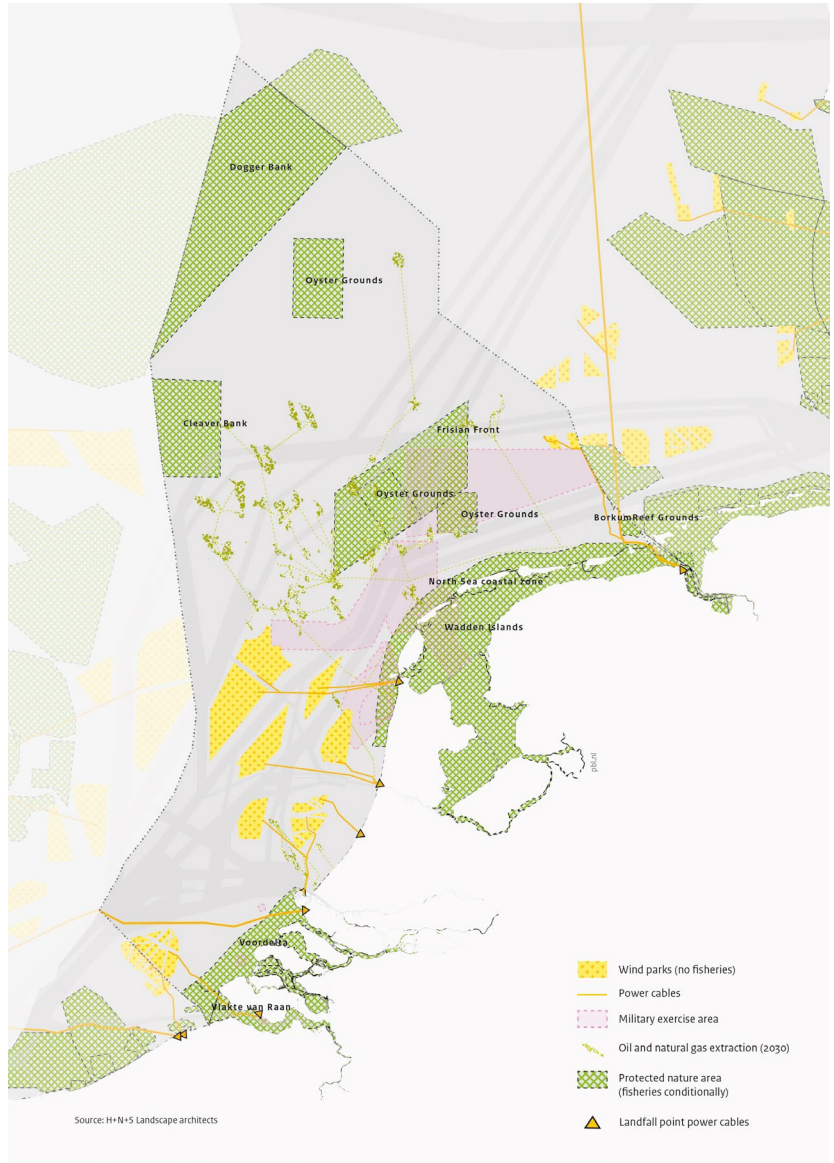 Dogger Bank
Oyster Grounds
Cleaver Bank
Frisian Front
Oyster Grounds
Oyster Grounds
BorkumReef Grounds
North Sea coastal zone
Wadden Islands
pbl.nl
Voordelta
Vlakte van Raan
Wind parks (no fisheries)
Power cables
Military exercise area
Oil and natural gas extraction (2030)
Protected nature area
(fisheries conditionally)
Landfall point power cables
Source: H+N+S Landscape architects